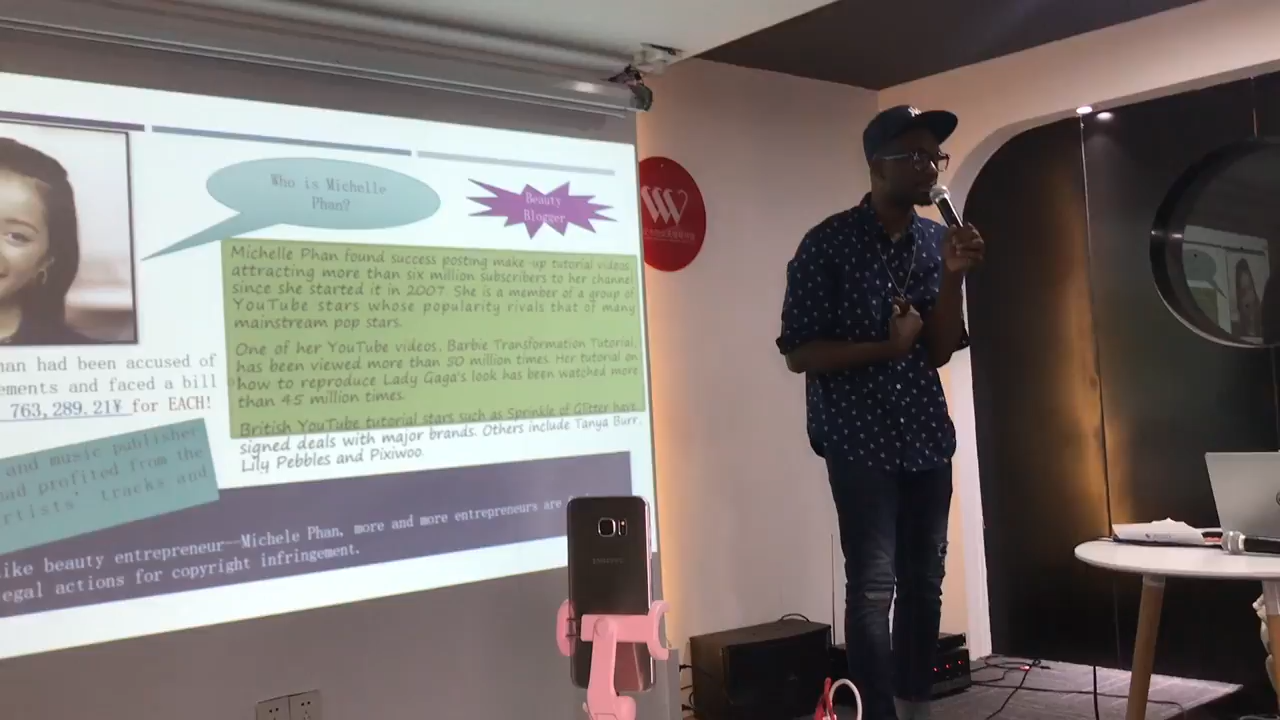 Who is Michelle
Phan?
Beauty
Blogger
Michelle Phan found success posting make-up tutorial videos,
attracting more than six million subscribers to her channel
since she started it in 2007. She is a member of a group of
YouTube stars whose popularity rivals that of many
mainstream pop stars.
One of her YouTube videos, Barbie Transformation Tutorial,
has been viewed more than 50 million times. Her tutorial on
how to reproduce Lady Gaga's look has been watched more
than 45 million times.
British YouTube tutorial stars such as Sprinkle of Glitter have
signed deals with major brands. Others include Tanya Burr,
Lily Pebbles and Pixiwoo.
han had been accused of
ements and faced a bill
763,289.21¥ for EACH!
and music publisher
had profited from the
rtists' tracks and
ike beauty entrepreneur—Michele Phan, more and more entrepreneurs are
egal actions for copyright infringement.
SAMSUNG